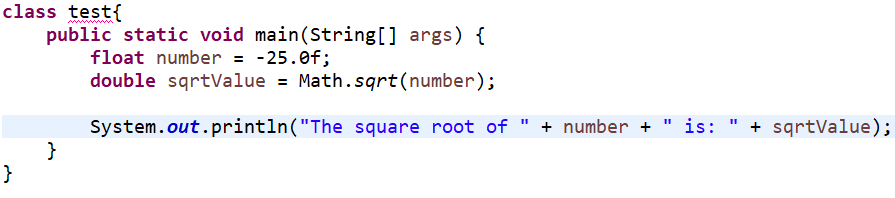 class test{
    public static void main(String[] args) {
        float number = -25.0f;
        double sqrtValue = Math.sqrt(number);

        System.out.println("The square root of " + number + " is: " + sqrtValue);
    }
}